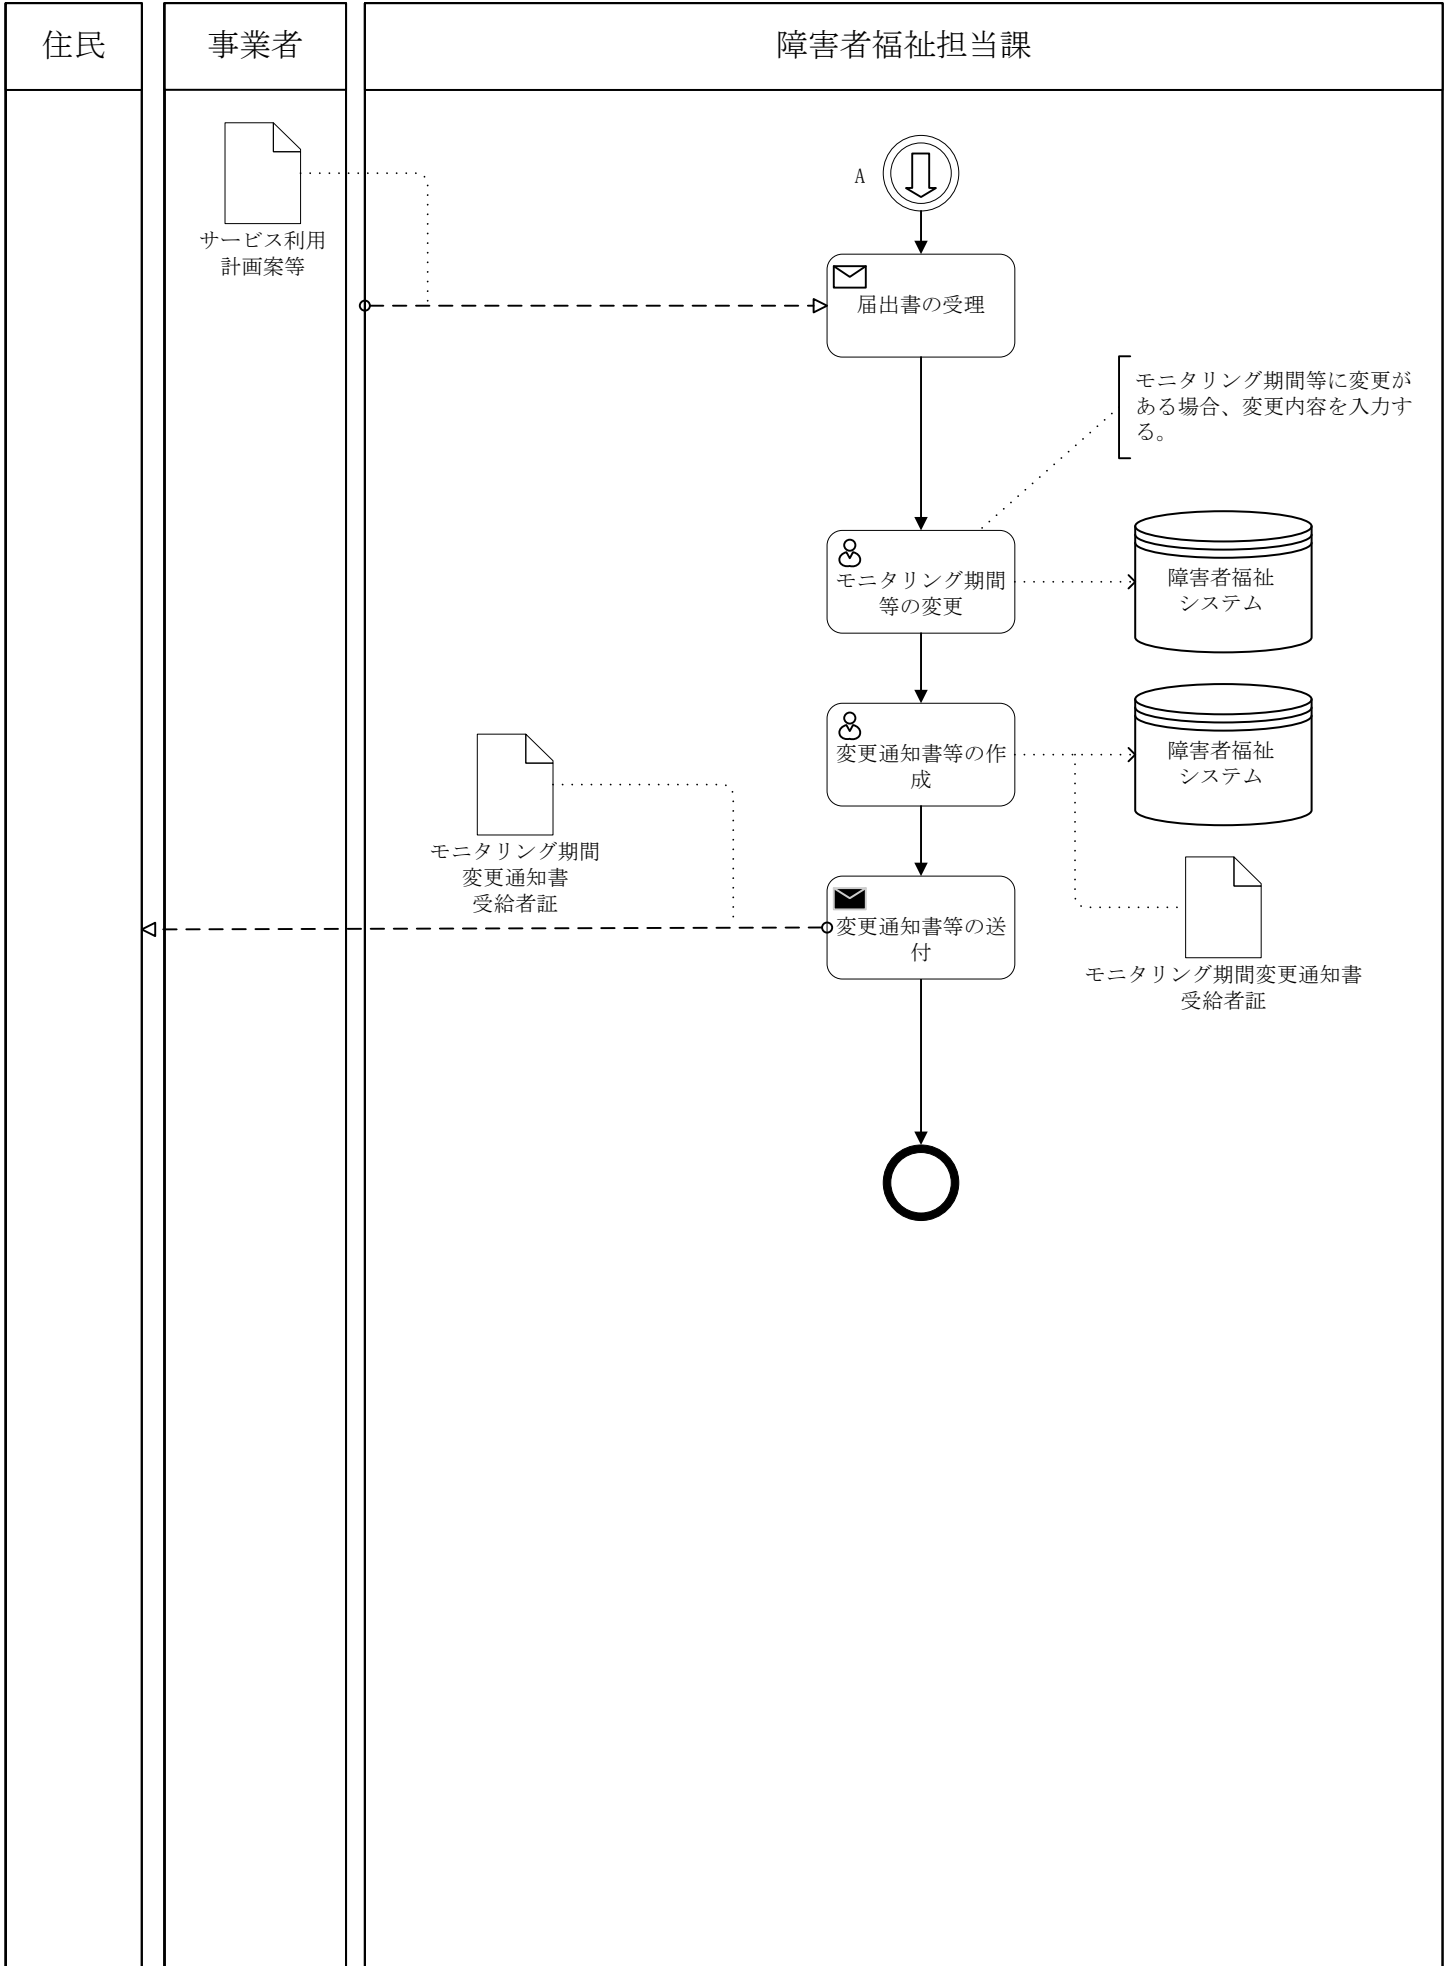 住民
事業者
障害者福祉担当課
サービス利用
計画案等
A
届出書の受理
モニタリング期間等に変更が
ある場合、変更内容を入力す
る。
モニタリング期間
等の変更
障害者福祉
システム
変更通知書等の作
成
障害者福祉
システム
モニタリング期間
変更通知書
受給者証
変更通知書等の送
付
モニタリング期間変更通知書
受給者証